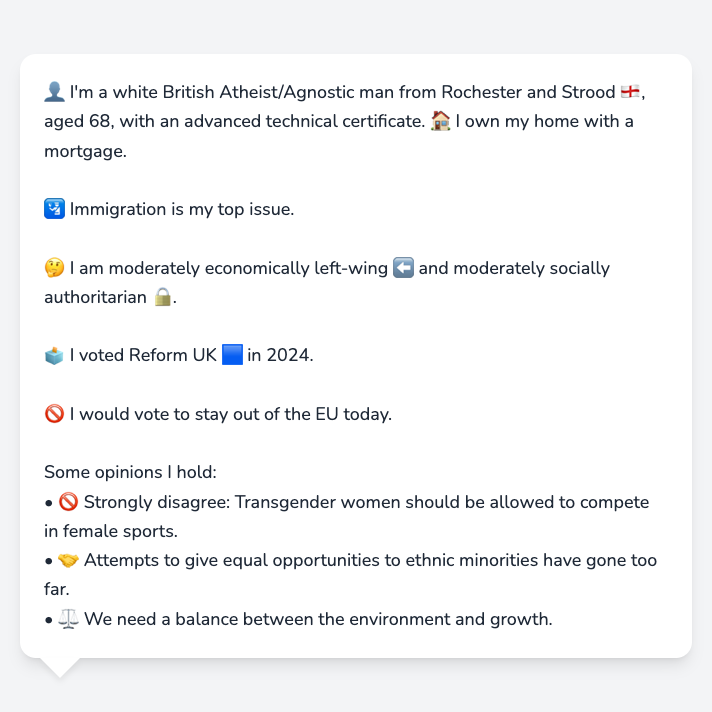 👤 I'm a white British Atheist/Agnostic man from Rochester and Strood 🏴󠁧󠁢󠁥󠁮󠁧󠁿,
aged 68, with an advanced technical certificate. 🏠 I own my home with a
mortgage.
🛂 Immigration is my top issue.
🤔 I am moderately economically left-wing ⬅️ and moderately socially
authoritarian 🔒.
🗳️ I voted Reform UK 🟦 in 2024.
🚫 I would vote to stay out of the EU today.
Some opinions I hold:
• 🚫 Strongly disagree: Transgender women should be allowed to compete
in female sports.
• 🤝 Attempts to give equal opportunities to ethnic minorities have gone too
far.
• ⚖️ We need a balance between the environment and growth.